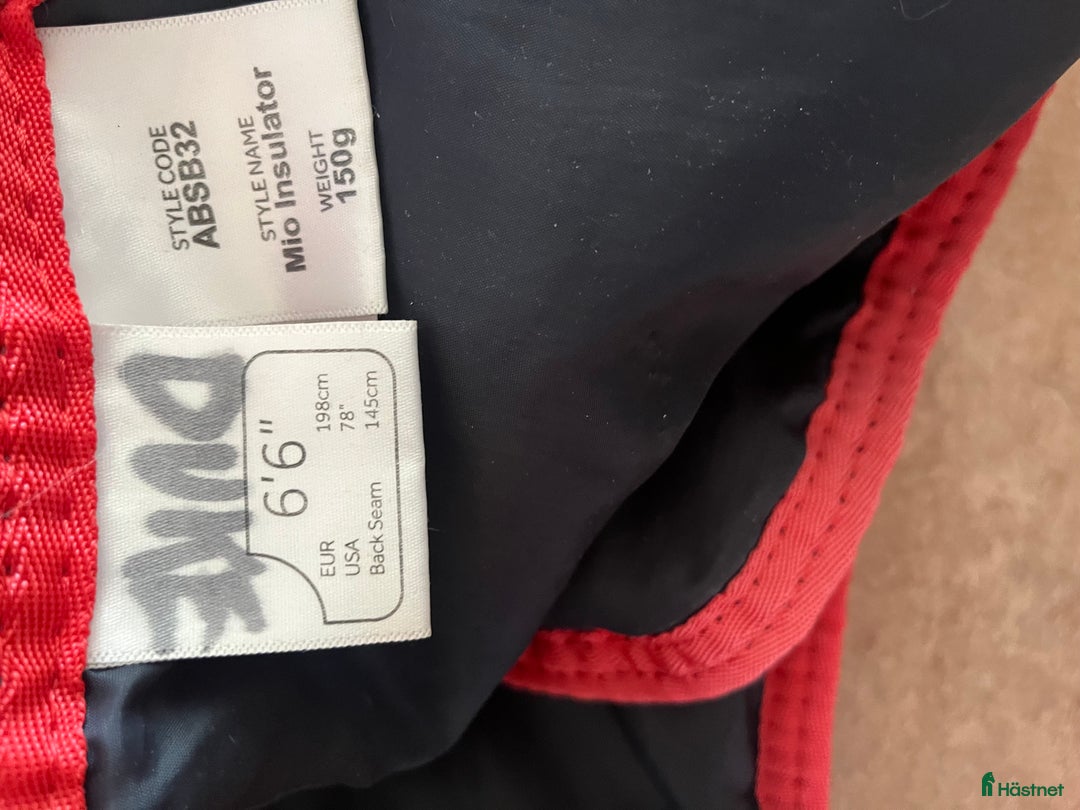 STYLE CODE
ABSB32
STYLE NAME
Mio Insulator
WEIGHT
150g
DUKE
6'6"
EUR 198cm
USA 78"
Back Seam 145cm
Hästnet